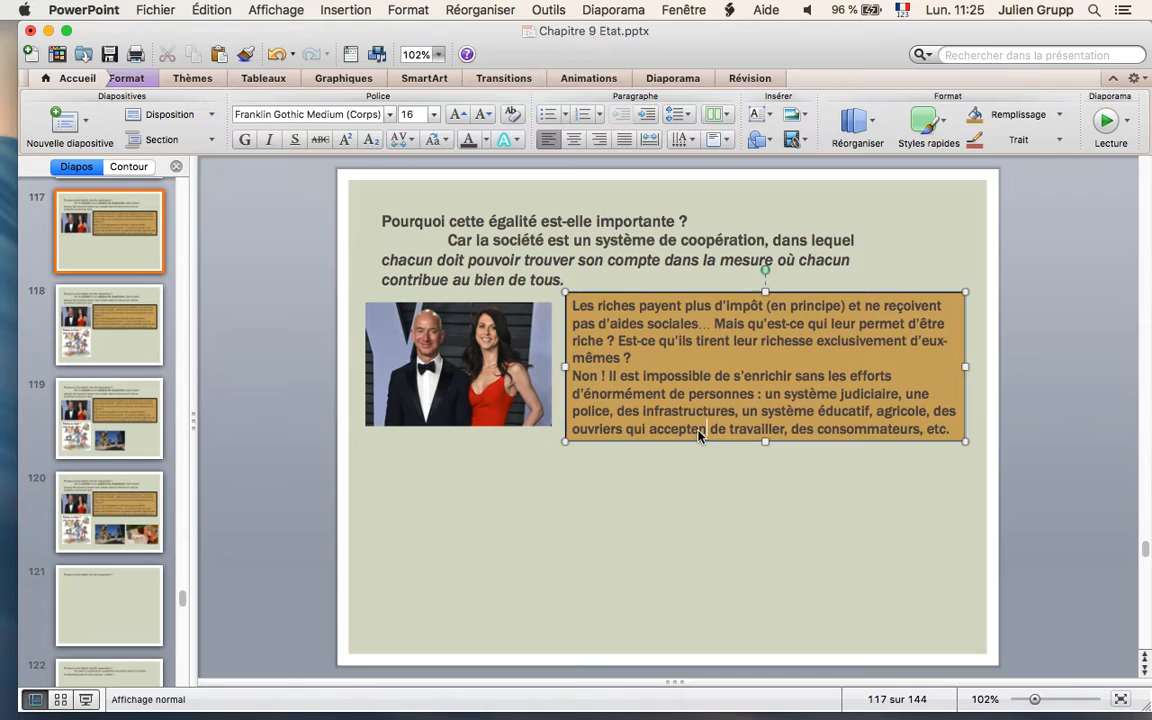 PowerPoint Fichier Édition Affichage Insertion Format Réorganiser Outils Diaporama Fenêtre Aide 96 % 123 Lun. 11:25 Julien Grupp
Chapitre 9 Etat.pptx
102% Rechercher dans la présentation
Accueil Format Thèmes Tableaux Graphiques SmartArt Transitions Animations Diaporama Révision
Diapositives Police Paragraphe Insérer Format Diaporama
Nouvelle diapositive Disposition Section
Franklin Gothic Medium (Corps) 16
G I S ABC A² A₂ AV Aa A A
Réorganiser Styles rapides Remplissage Trait Lecture
Diapos Contour
117
118
119
120
121
122
Pourquoi cette égalité est-elle importante ?
Car la société est un système de coopération, dans lequel
chacun doit pouvoir trouver son compte dans la mesure où chacun
contribue au bien de tous.
Les riches payent plus d'impôt (en principe) et ne reçoivent
pas d'aides sociales… Mais qu'est-ce qui leur permet d'être
riche ? Est-ce qu'ils tirent leur richesse exclusivement d'eux-
mêmes ?
Non ! Il est impossible de s'enrichir sans les efforts
d'énormément de personnes : un système judiciaire, une
police, des infrastructures, un système éducatif, agricole, des
ouvriers qui acceptent de travailler, des consommateurs, etc.
Affichage normal 117 sur 144 102%